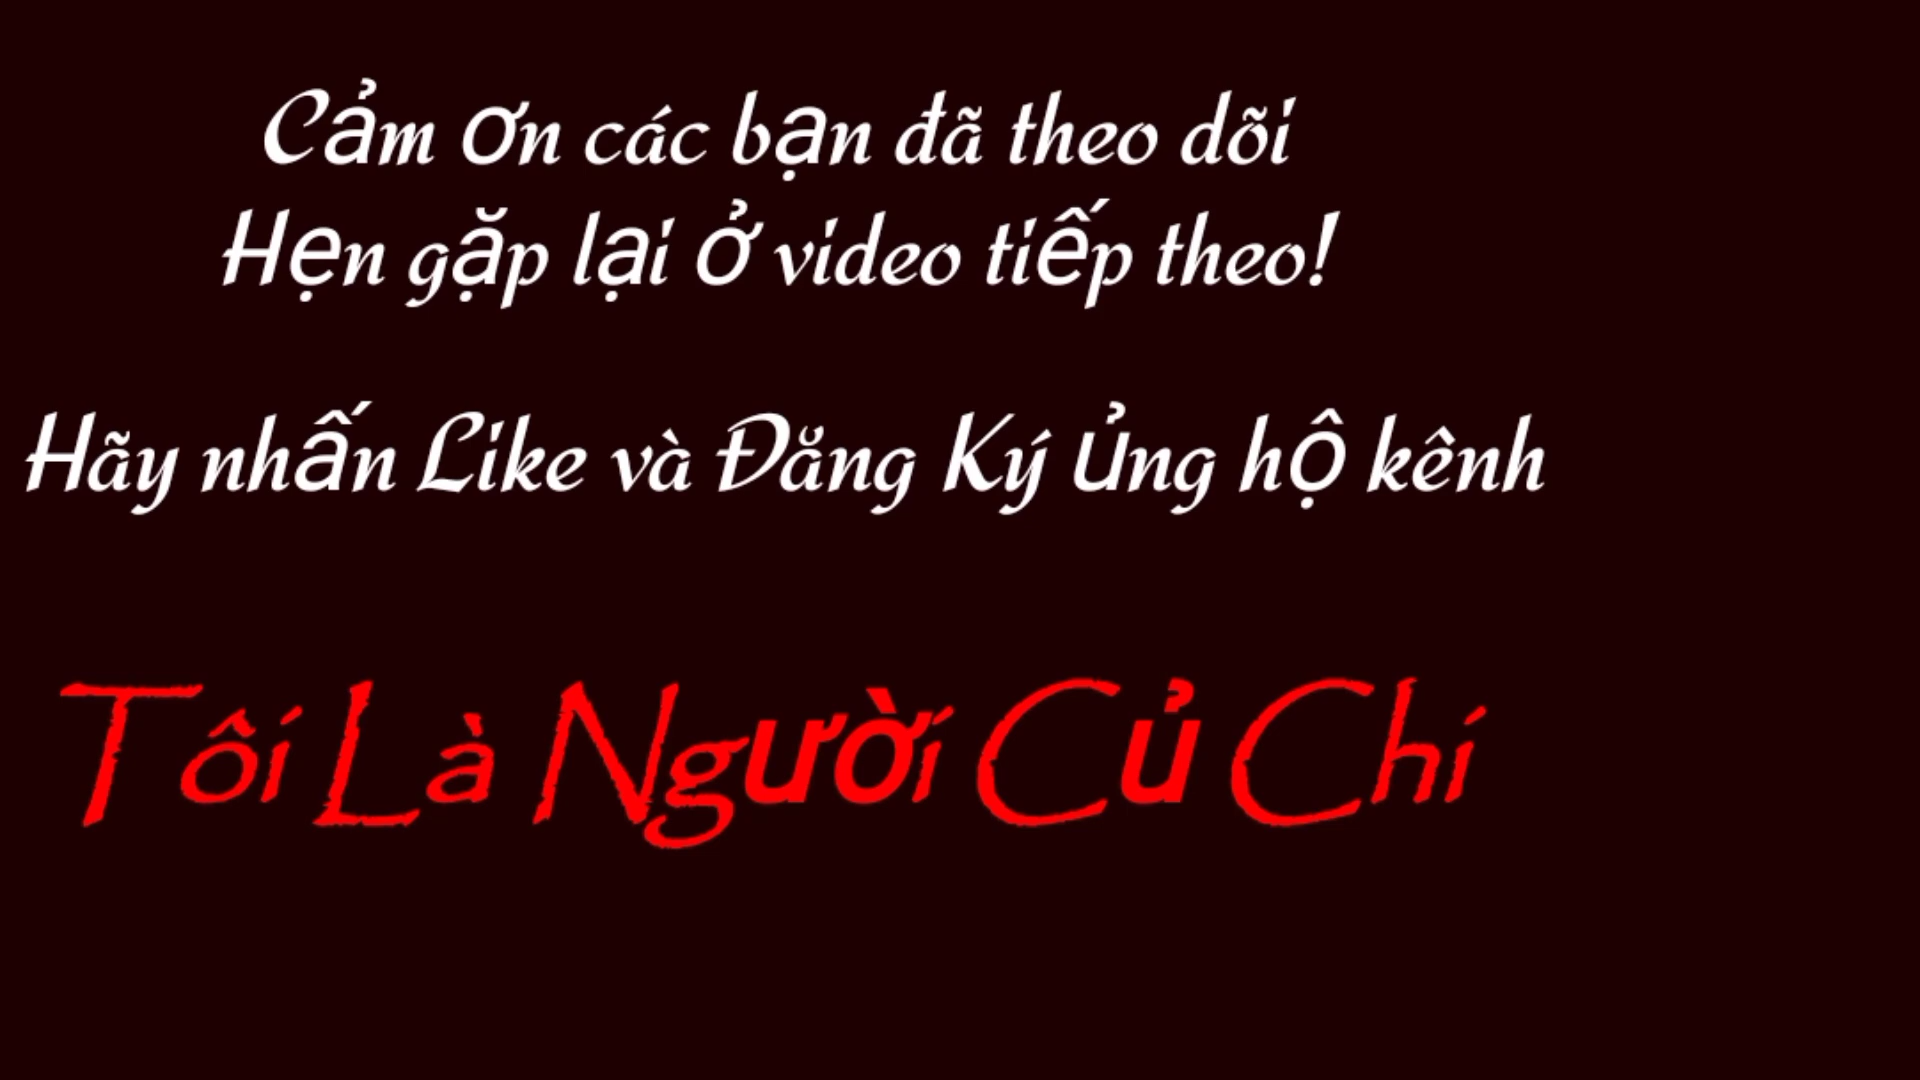 Cảm ơn các bạn đã theo dõi
Hẹn gặp lại ở video tiếp theo!
Hãy nhấn Like và Đăng Ký ủng hộ kênh
Tôi Là Người Củ Chi